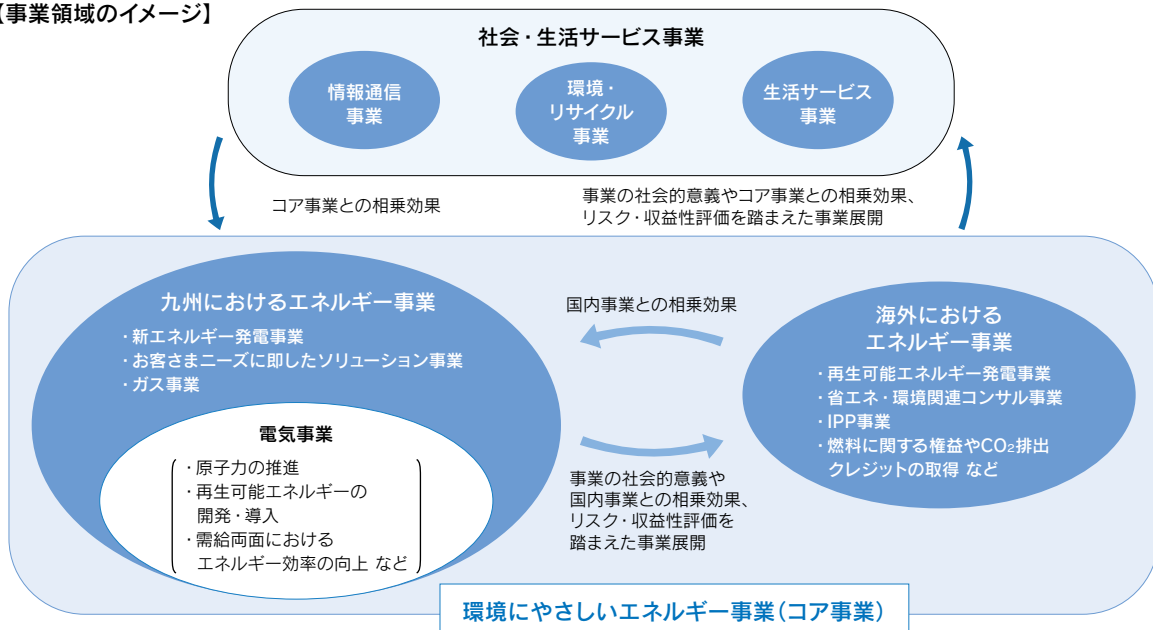 【事業領域のイメージ】
社会・生活サービス事業
情報通信
事業
環境・
リサイクル
事業
生活サービス
事業
コア事業との相乗効果
事業の社会的意義やコア事業との相乗効果、
リスク・収益性評価を踏まえた事業展開
九州におけるエネルギー事業
・新エネルギー発電事業
・お客さまニーズに即したソリューション事業
・ガス事業
電気事業
・原子力の推進
・再生可能エネルギーの
開発・導入
・需給両面における
エネルギー効率の向上 など
国内事業との相乗効果
事業の社会的意義や
国内事業との相乗効果、
リスク・収益性評価を
踏まえた事業展開
海外における
エネルギー事業
・再生可能エネルギー発電事業
・省エネ・環境関連コンサル事業
・IPP事業
・燃料に関する権益やCO₂排出
クレジットの取得 など
環境にやさしいエネルギー事業(コア事業)